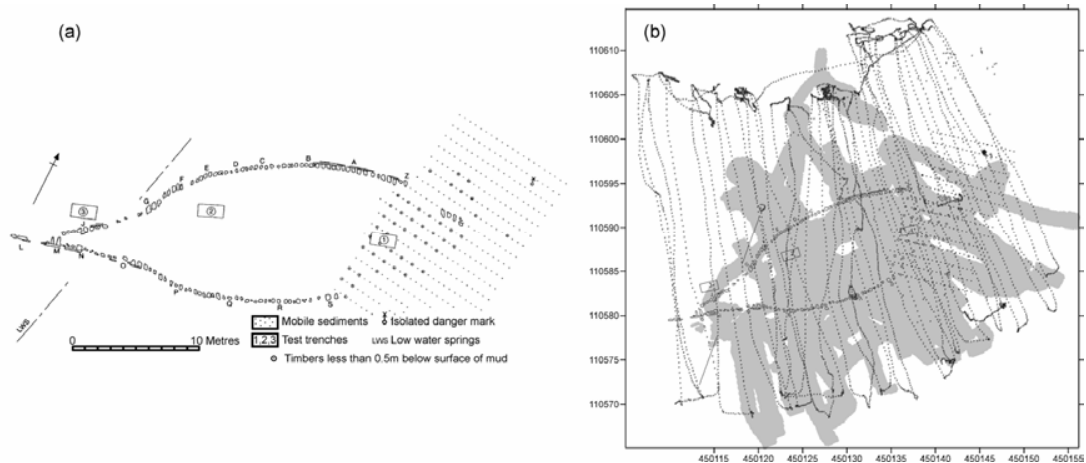 (a)
Z
A
B
C
D
E
F
G
3
2
1
J
L
M
N
O
P
Q
R
S
LWS
Mobile sediments
Isolated danger mark
1,2,3 Test trenches
LWS Low water springs
Timbers less than 0.5m below surface of mud
0 10 Metres
(b)
110610
110605
110600
110595
110590
110585
110580
110575
110570
450115 450120 450125 450130 450135 450140 450145 450150 450155